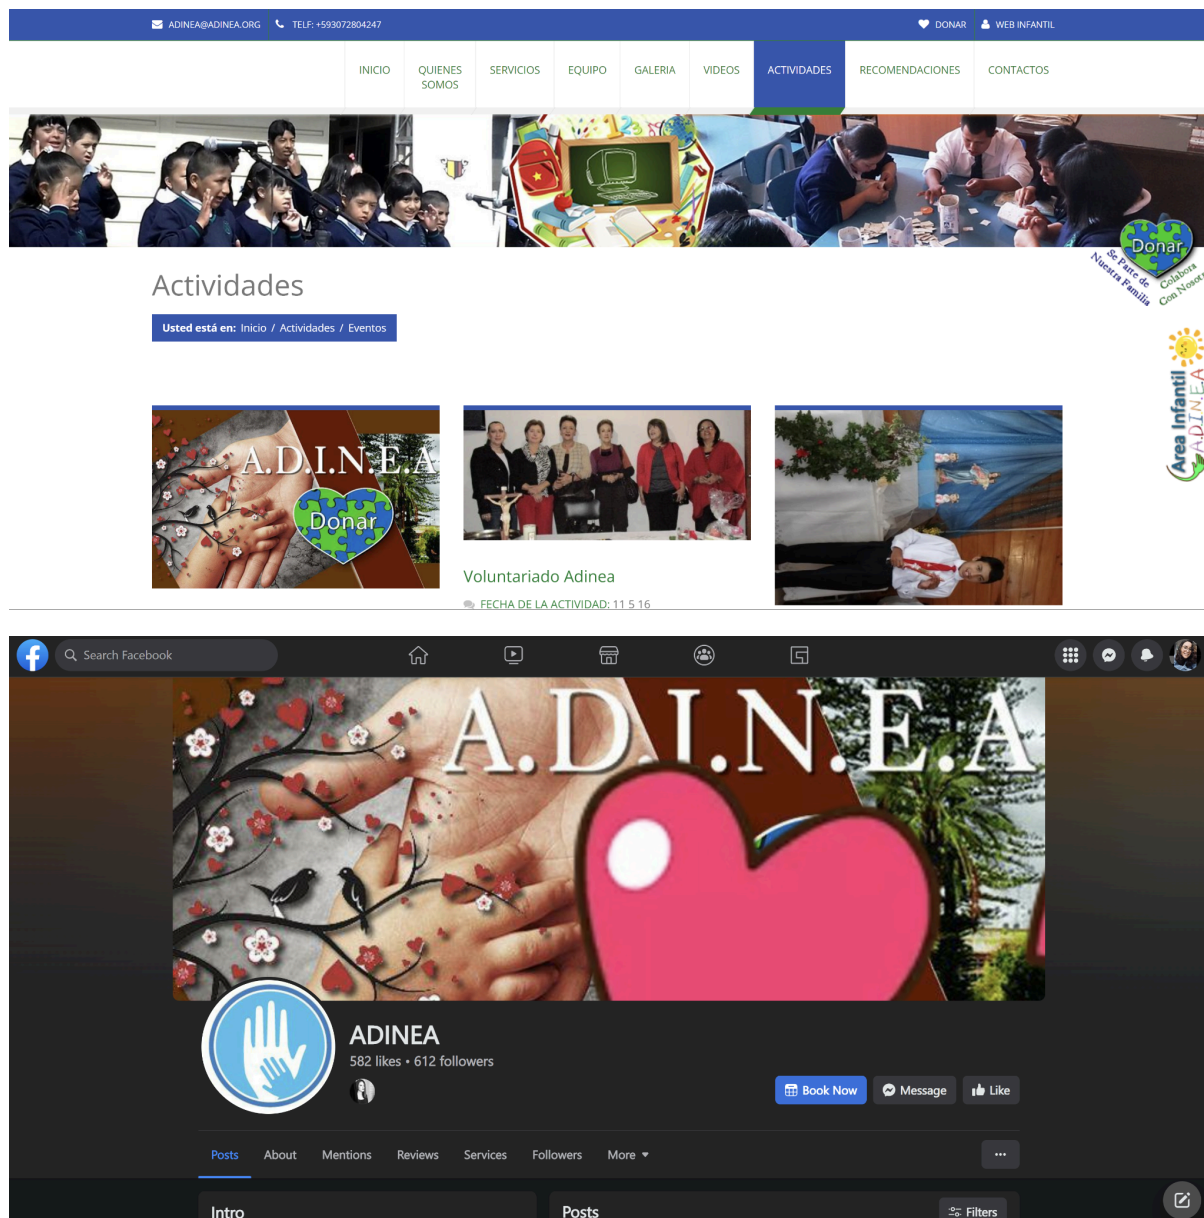 ADINEA@ADINEA.ORG TELF: +593072804247 DONAR WEB INFANTIL
INICIO QUIENES SOMOS SERVICIOS EQUIPO GALERIA VIDEOS ACTIVIDADES RECOMENDACIONES CONTACTOS
Donar
Se Parte de
Nuestra Familia
Colabora
Actividades
Usted está en: Inicio / Actividades / Eventos
Area Infantil
A.D.I.N.E.A
A.D.I.N.E.A
Donar
Voluntariado Adinea
FECHA DE LA ACTIVIDAD: 11 5 16
Search Facebook
A.D.I.N.E.A
ADINEA
582 likes • 612 followers
Book Now Message Like
Posts About Mentions Reviews Services Followers More
Intro
Posts
Filters